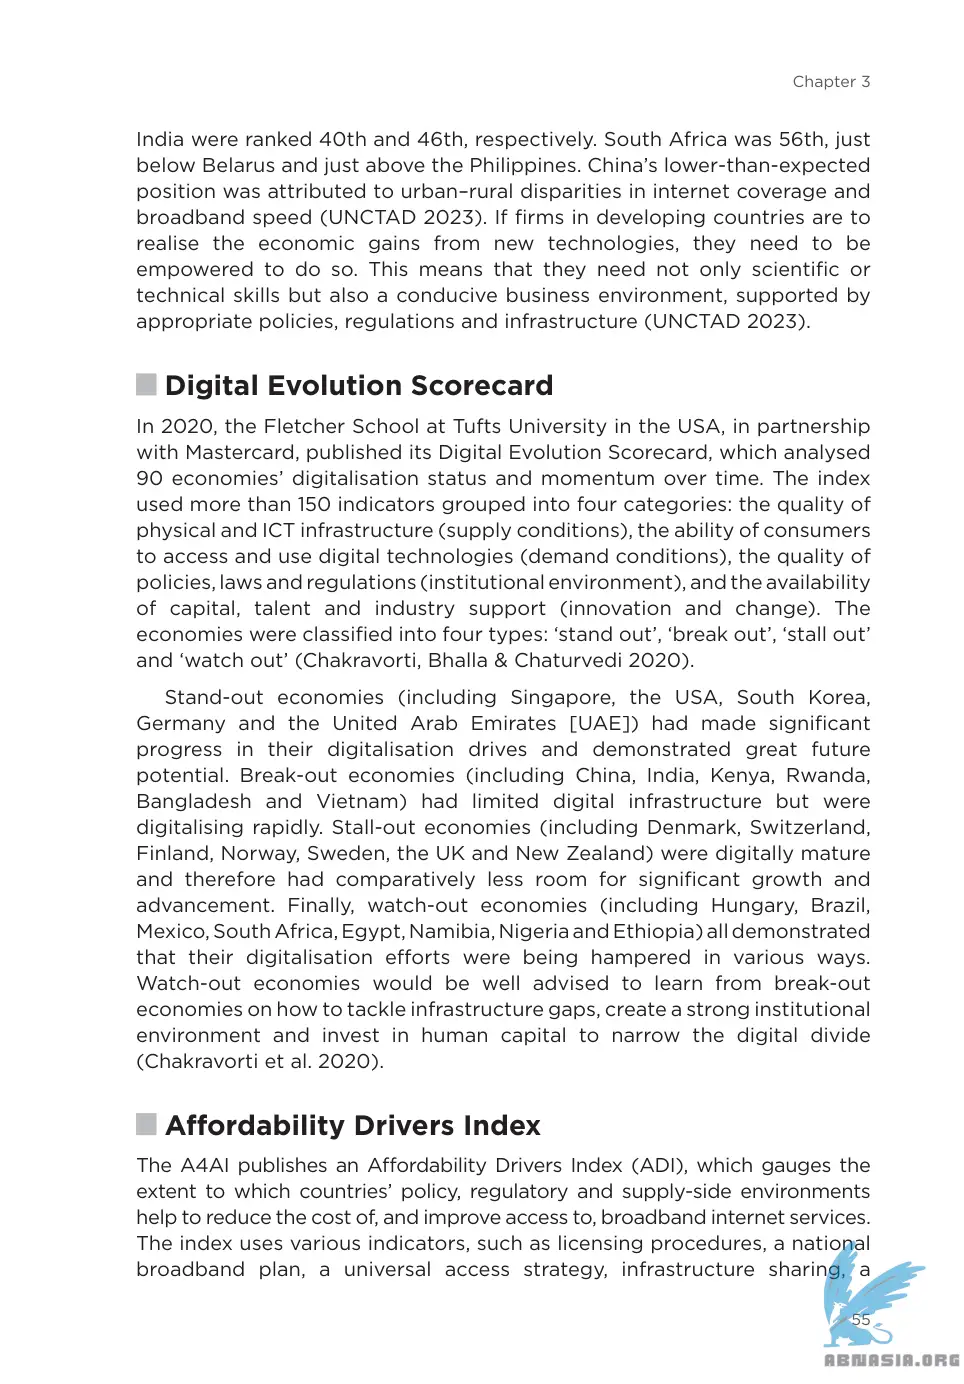 Chapter 3
India were ranked 40th and 46th, respectively. South Africa was 56th, just
below Belarus and just above the Philippines. China’s lower-than-expected
position was attributed to urban–rural disparities in internet coverage and
broadband speed (UNCTAD 2023). If firms in developing countries are to
realise the economic gains from new technologies, they need to be
empowered to do so. This means that they need not only scientific or
technical skills but also a conducive business environment, supported by
appropriate policies, regulations and infrastructure (UNCTAD 2023).
Digital Evolution Scorecard
In 2020, the Fletcher School at Tufts University in the USA, in partnership
with Mastercard, published its Digital Evolution Scorecard, which analysed
90 economies’ digitalisation status and momentum over time. The index
used more than 150 indicators grouped into four categories: the quality of
physical and ICT infrastructure (supply conditions), the ability of consumers
to access and use digital technologies (demand conditions), the quality of
policies, laws and regulations (institutional environment), and the availability
of capital, talent and industry support (innovation and change). The
economies were classified into four types: ‘stand out’, ‘break out’, ‘stall out’
and ‘watch out’ (Chakravorti, Bhalla & Chaturvedi 2020).
Stand-out economies (including Singapore, the USA, South Korea,
Germany and the United Arab Emirates [UAE]) had made significant
progress in their digitalisation drives and demonstrated great future
potential. Break-out economies (including China, India, Kenya, Rwanda,
Bangladesh and Vietnam) had limited digital infrastructure but were
digitalising rapidly. Stall-out economies (including Denmark, Switzerland,
Finland, Norway, Sweden, the UK and New Zealand) were digitally mature
and therefore had comparatively less room for significant growth and
advancement. Finally, watch-out economies (including Hungary, Brazil,
Mexico, South Africa, Egypt, Namibia, Nigeria and Ethiopia) all demonstrated
that their digitalisation efforts were being hampered in various ways.
Watch-out economies would be well advised to learn from break-out
economies on how to tackle infrastructure gaps, create a strong institutional
environment and invest in human capital to narrow the digital divide
(Chakravorti et al. 2020).
Affordability Drivers Index
The A4AI publishes an Affordability Drivers Index (ADI), which gauges the
extent to which countries’ policy, regulatory and supply-side environments
help to reduce the cost of, and improve access to, broadband internet services.
The index uses various indicators, such as licensing procedures, a national
broadband plan, a universal access strategy, infrastructure sharing, a
55
ABNASIA.ORG